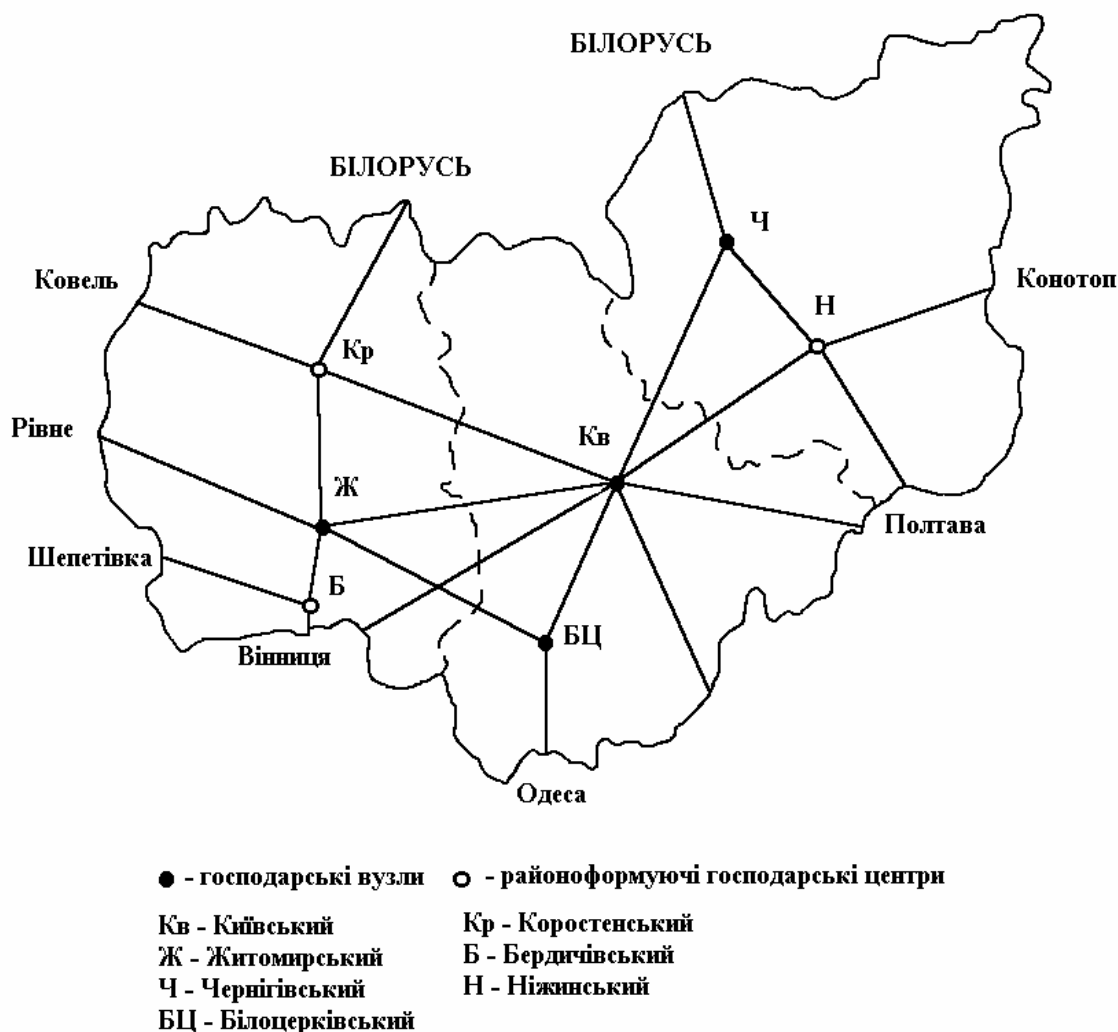 БІЛОРУСЬ
БІЛОРУСЬ
Ч
Ковель
Конотоп
Н
Кр
Рівне
Кв
Ж
Полтава
Шепетівка
Б
БЦ
Вінниця
Одеса
- господарські вузли
- районоформуючі господарські центри
Кв - Київський
Кр - Коростенський
Ж - Житомирський
Б - Бердичівський
Ч - Чернігівський
Н - Ніжинський
БЦ - Білоцерківський